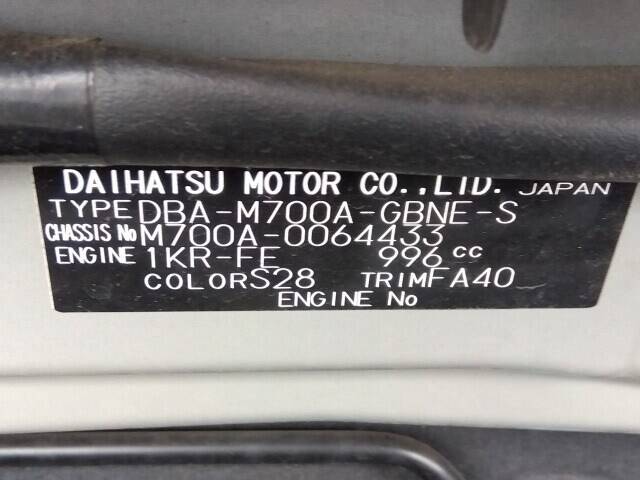 DAIHATSU MOTOR CO.,LTD. JAPAN
TYPE DBA-M700A-GBNE-S
CHASSIS No M700A-0064433
ENGINE 1KR-FE 996 cc
COLOR S28 TRIM FA40
ENGINE No